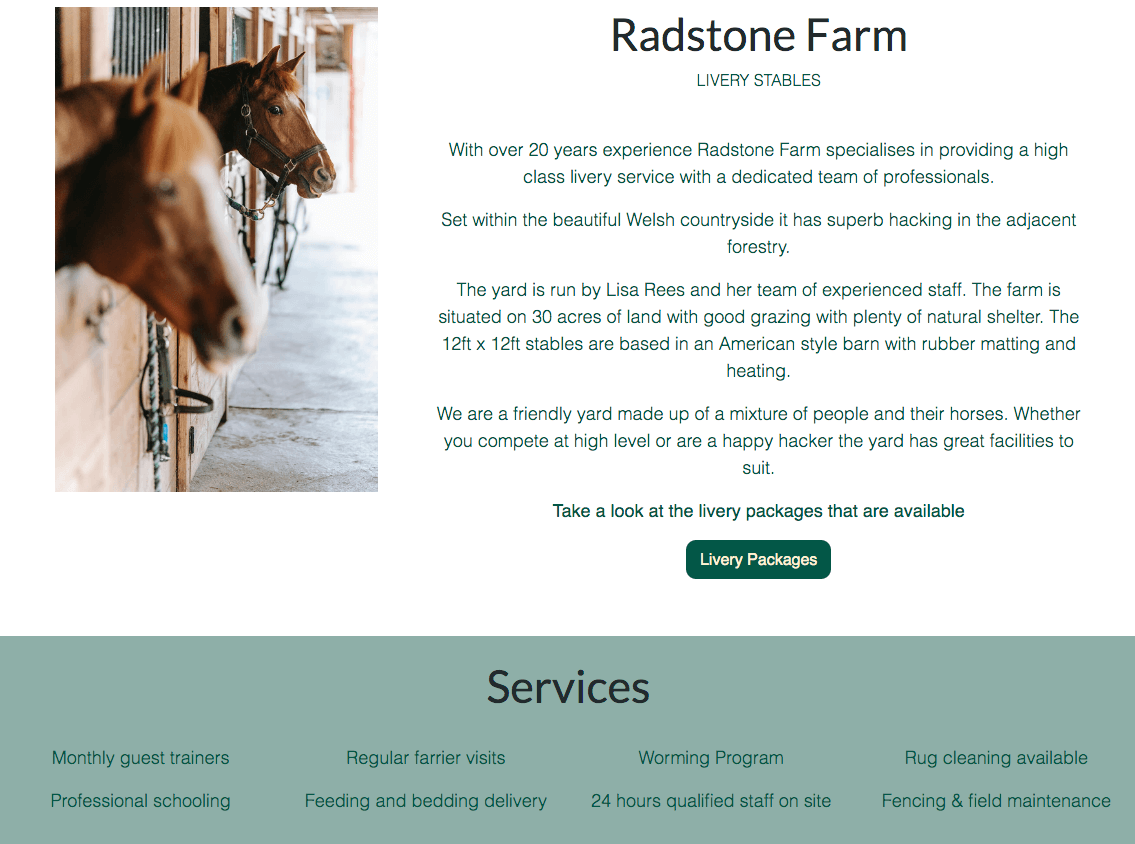 Radstone Farm
LIVERY STABLES
With over 20 years experience Radstone Farm specialises in providing a high
class livery service with a dedicated team of professionals.
Set within the beautiful Welsh countryside it has superb hacking in the adjacent
forestry.
The yard is run by Lisa Rees and her team of experienced staff. The farm is
situated on 30 acres of land with good grazing with plenty of natural shelter. The
12ft x 12ft stables are based in an American style barn with rubber matting and
heating.
We are a friendly yard made up of a mixture of people and their horses. Whether
you compete at high level or are a happy hacker the yard has great facilities to
suit.
Take a look at the livery packages that are available
Livery Packages
Services
Monthly guest trainers
Regular farrier visits
Worming Program
Rug cleaning available
Professional schooling
Feeding and bedding delivery
24 hours qualified staff on site
Fencing & field maintenance